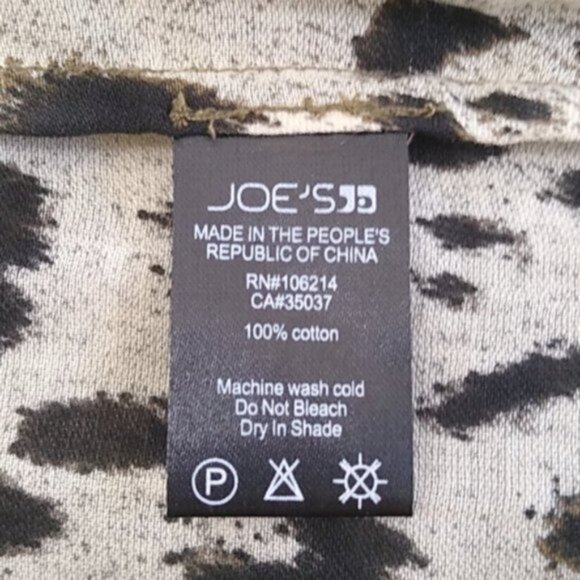 JOE'S
MADE IN THE PEOPLE'S
REPUBLIC OF CHINA
RN#106214
CA#35037
100% cotton
Machine wash cold
Do Not Bleach
Dry In Shade
P